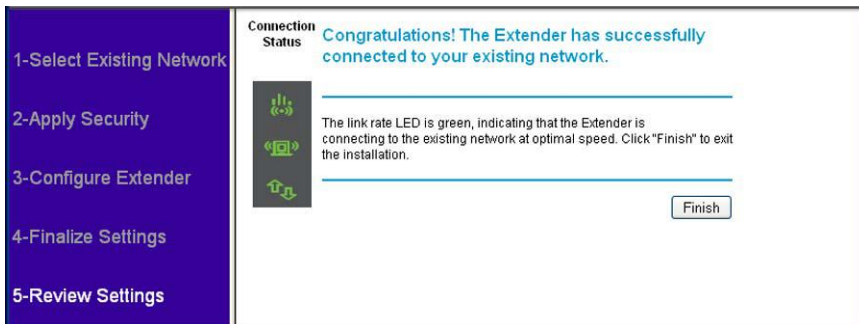 1-Select Existing Network
2-Apply Security
3-Configure Extender
4-Finalize Settings
5-Review Settings
Connection
Status
Congratulations! The Extender has successfully
connected to your existing network.
The link rate LED is green, indicating that the Extender is
connecting to the existing network at optimal speed. Click "Finish" to exit
the installation.
Finish